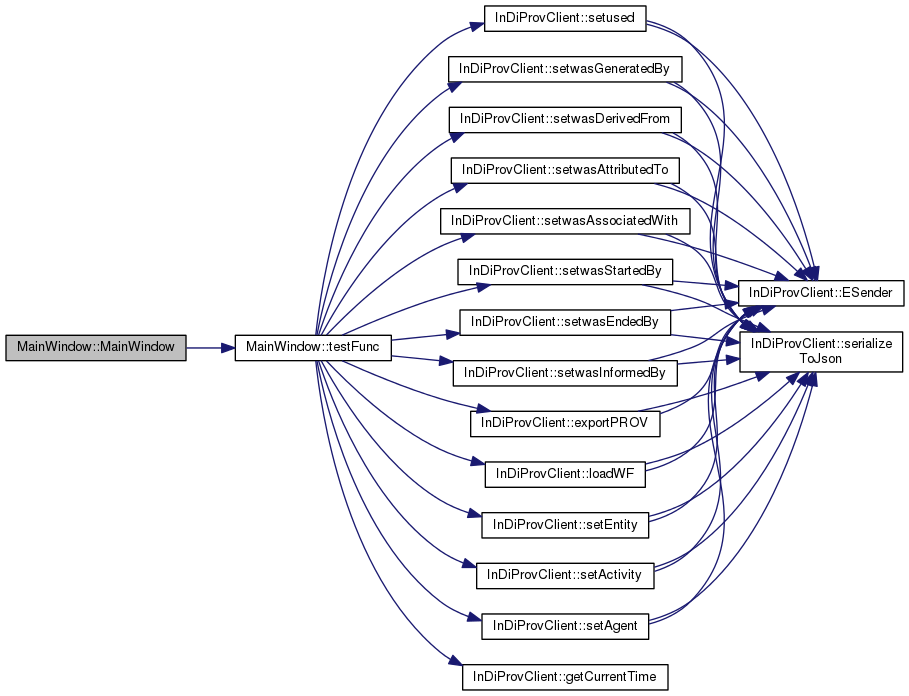 MainWindow::MainWindow
MainWindow::testFunc
InDiProvClient::setused
InDiProvClient::setwasGeneratedBy
InDiProvClient::setwasDerivedFrom
InDiProvClient::setwasAttributedTo
InDiProvClient::setwasAssociatedWith
InDiProvClient::setwasStartedBy
InDiProvClient::setwasEndedBy
InDiProvClient::setwasInformedBy
InDiProvClient::exportPROV
InDiProvClient::loadWF
InDiProvClient::setEntity
InDiProvClient::setActivity
InDiProvClient::setAgent
InDiProvClient::getCurrentTime
InDiProvClient::ESender
InDiProvClient::serialize
ToJson